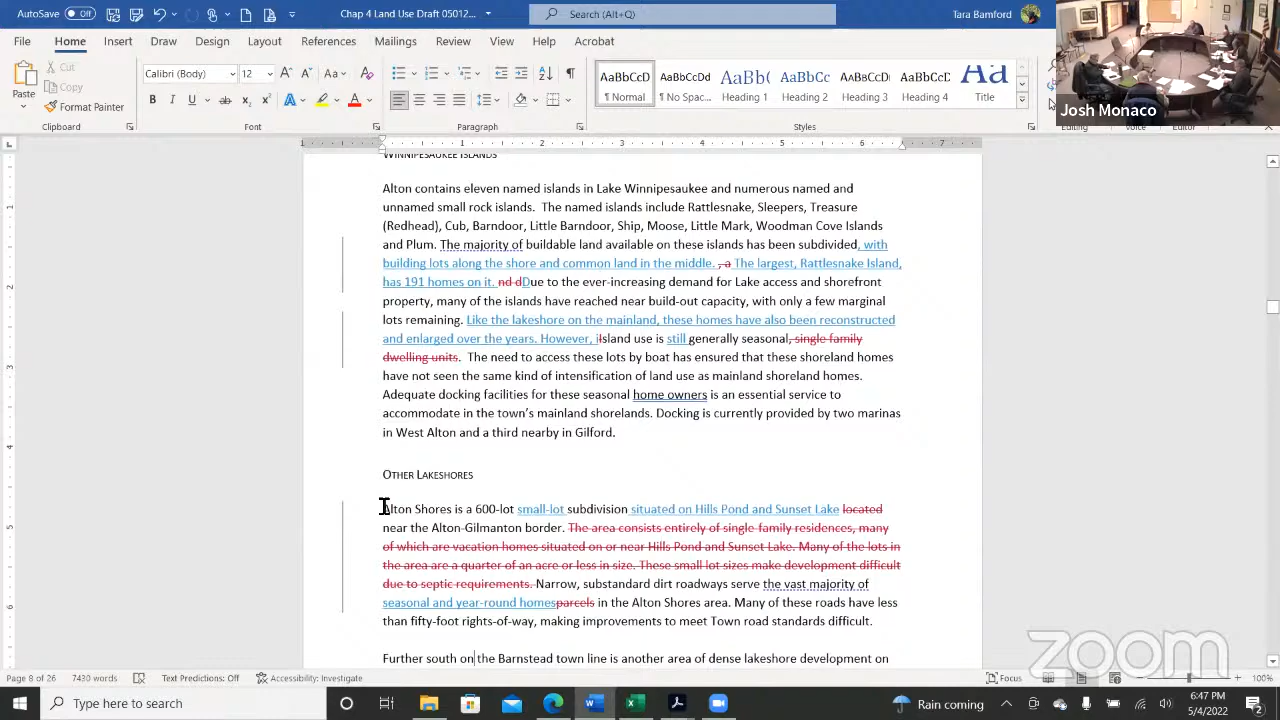 AutoSave Off
Chap 4 Land Use 050422.docx
Search (Alt+Q)
Tara Bamford
File Home Insert Draw Design Layout References Mailings Review View Help Acrobat
Paste
Cut
Copy
Format Painter
Clipboard
Calibri (Body) 12
Font
Paragraph
AaBbCcD AaBbCcDd AaBb( AaBbCc AaBbCcD AaBbCcD Aa
¶ Normal ¶ No Spac... Heading 1 Heading 2 Heading 3 Heading 4 Title
Styles
Editing Voice Editor
Josh Monaco
1 1 2 3 4 5 6 7
Winnipesaukee Islands
Alton contains eleven named islands in Lake Winnipesaukee and numerous named and
unnamed small rock islands. The named islands include Rattlesnake, Sleepers, Treasure
(Redhead), Cub, Barndoor, Little Barndoor, Ship, Moose, Little Mark, Woodman Cove Islands
and Plum. The majority of buildable land available on these islands has been subdivided, with
building lots along the shore and common land in the middle. , a The largest, Rattlesnake Island,
has 191 homes on it. nd dDue to the ever-increasing demand for Lake access and shorefront
property, many of the islands have reached near build-out capacity, with only a few marginal
lots remaining. Like the lakeshore on the mainland, these homes have also been reconstructed
and enlarged over the years. However, iIsland use is still generally seasonal, single family
dwelling units. The need to access these lots by boat has ensured that these shoreland homes
have not seen the same kind of intensification of land use as mainland shoreland homes.
Adequate docking facilities for these seasonal home owners is an essential service to
accommodate in the town's mainland shorelands. Docking is currently provided by two marinas
in West Alton and a third nearby in Gilford.
Other Lakeshores
Alton Shores is a 600-lot small-lot subdivision situated on Hills Pond and Sunset Lake located
near the Alton-Gilmanton border. The area consists entirely of single-family residences, many
of which are vacation homes situated on or near Hills Pond and Sunset Lake. Many of the lots in
the area are a quarter of an acre or less in size. These small lot sizes make development difficult
due to septic requirements. Narrow, substandard dirt roadways serve the vast majority of
seasonal and year-round homesparcels in the Alton Shores area. Many of these roads have less
than fifty-foot rights-of-way, making improvements to meet Town road standards difficult.
Further south on the Barnstead town line is another area of dense lakeshore development on
zoom
Page 8 of 26 7430 words Text Predictions: On Accessibility: Investigate Focus 100%
Type here to search
Rain coming
6:47 PM
5/4/2022